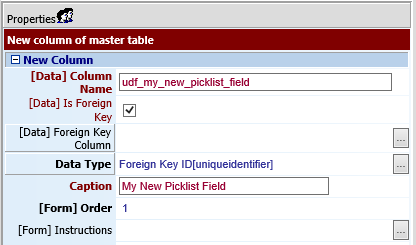 Properties
New column of master table
New Column
[Data] Column Name
udf_my_new_picklist_field
[Data] Is Foreign Key
[Data] Foreign Key Column
...
Data Type
Foreign Key ID[uniqueidentifier]
Caption
My New Picklist Field
[Form] Order
1
[Form] Instructions
...